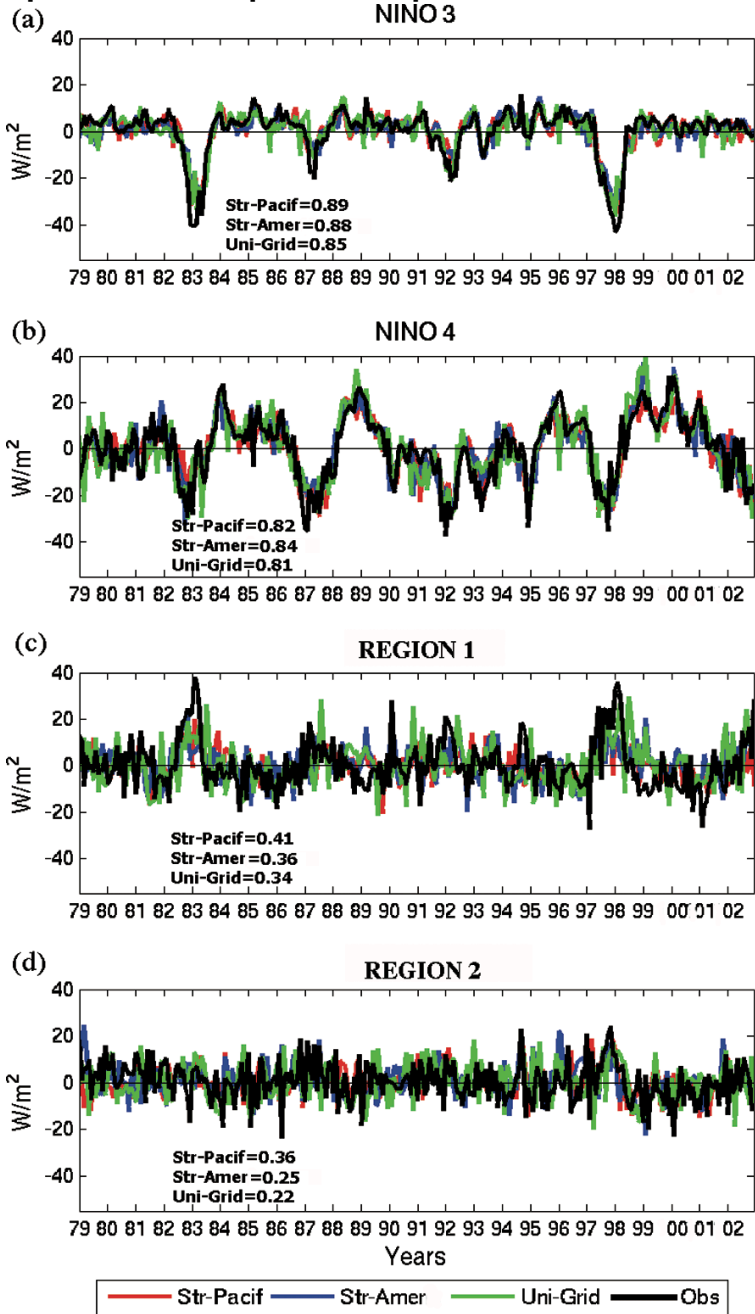 (a)
NINO 3
40
20
0
-20
-40
W/m²
Str-Pacif=0.89
Str-Amer=0.88
Uni-Grid=0.85
79 80 81 82 83 84 85 86 87 88 89 90 91 92 93 94 95 96 97 98 99 00 01 02
(b)
NINO 4
40
20
0
-20
-40
W/m²
Str-Pacif=0.82
Str-Amer=0.84
Uni-Grid=0.81
79 80 81 82 83 84 85 86 87 88 89 90 91 92 93 94 95 96 97 98 99 00 01 02
(c)
REGION 1
40
20
0
-20
-40
W/m²
Str-Pacif=0.41
Str-Amer=0.36
Uni-Grid=0.34
79 80 81 82 83 84 85 86 87 88 89 90 91 92 93 94 95 96 97 98 99 00 01 02
(d)
REGION 2
40
20
0
-20
-40
W/m²
Str-Pacif=0.36
Str-Amer=0.25
Uni-Grid=0.22
79 80 81 82 83 84 85 86 87 88 89 90 91 92 93 94 95 96 97 98 99 00 01 02
Years
Str-Pacif Str-Amer Uni-Grid Obs